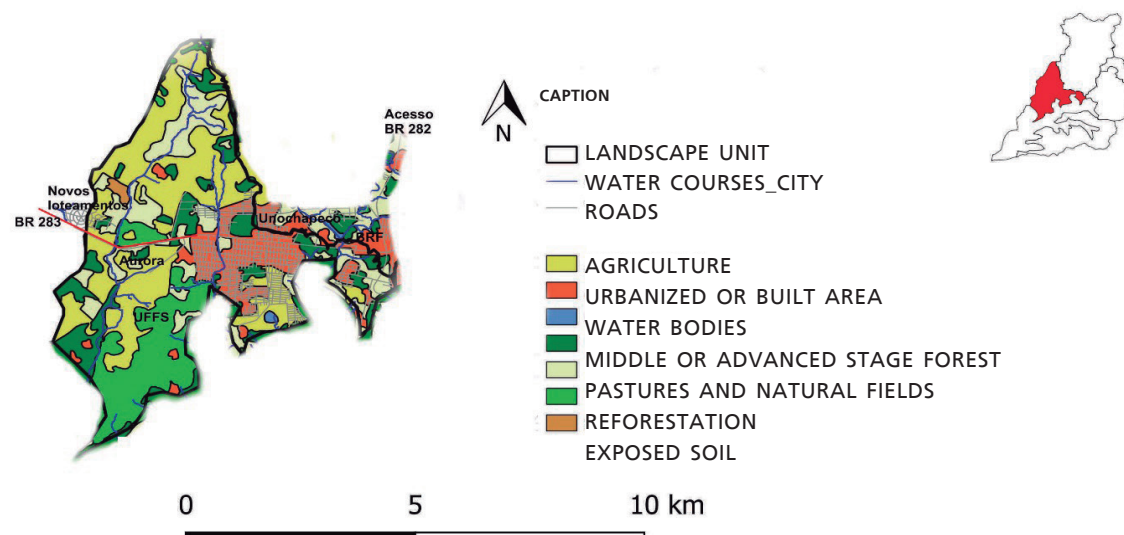 Acesso
BR 282
Novos
loteamentos
BR 283
Unochapecó
BRF
Aurora
UFFS
N
CAPTION
LANDSCAPE UNIT
WATER COURSES_CITY
ROADS
AGRICULTURE
URBANIZED OR BUILT AREA
WATER BODIES
MIDDLE OR ADVANCED STAGE FOREST
PASTURES AND NATURAL FIELDS
REFORESTATION
EXPOSED SOIL
0 5 10 km